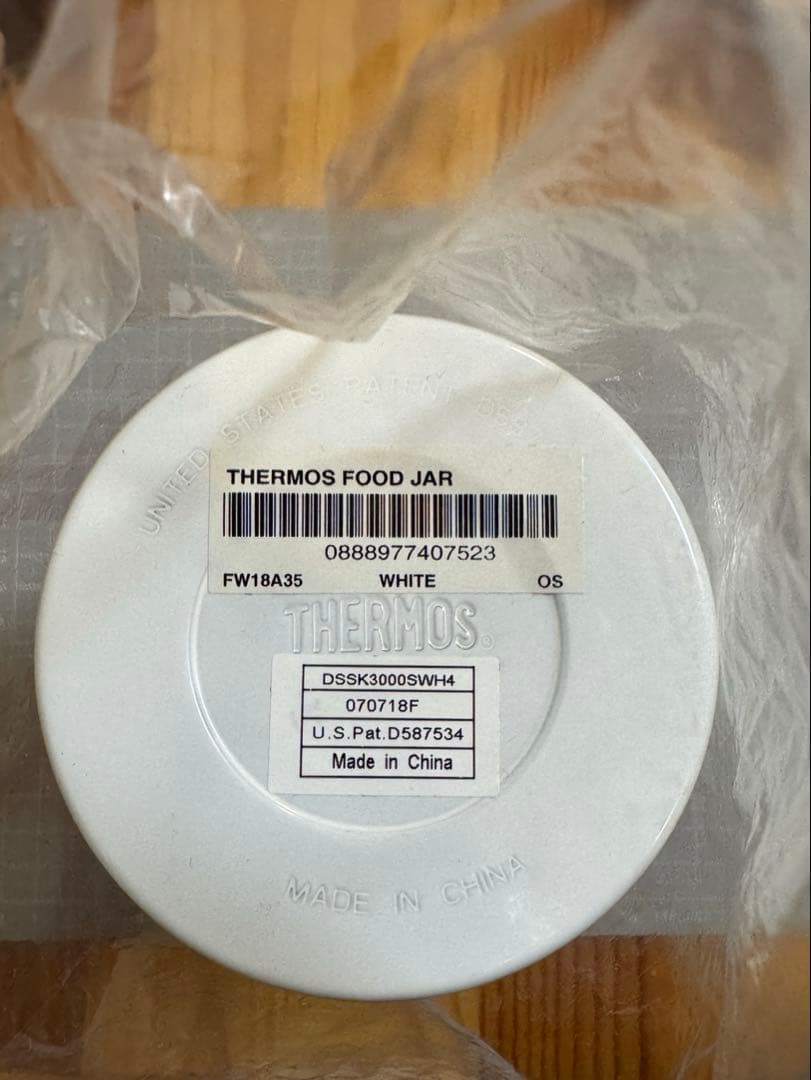 UNITED STATES PATENT D58
THERMOS FOOD JAR
0888977407523
FW18A35 WHITE OS
THERMOS®
DSSK3000SWH4
070718F
U.S.Pat.D587534
Made in China
MADE IN CHINA